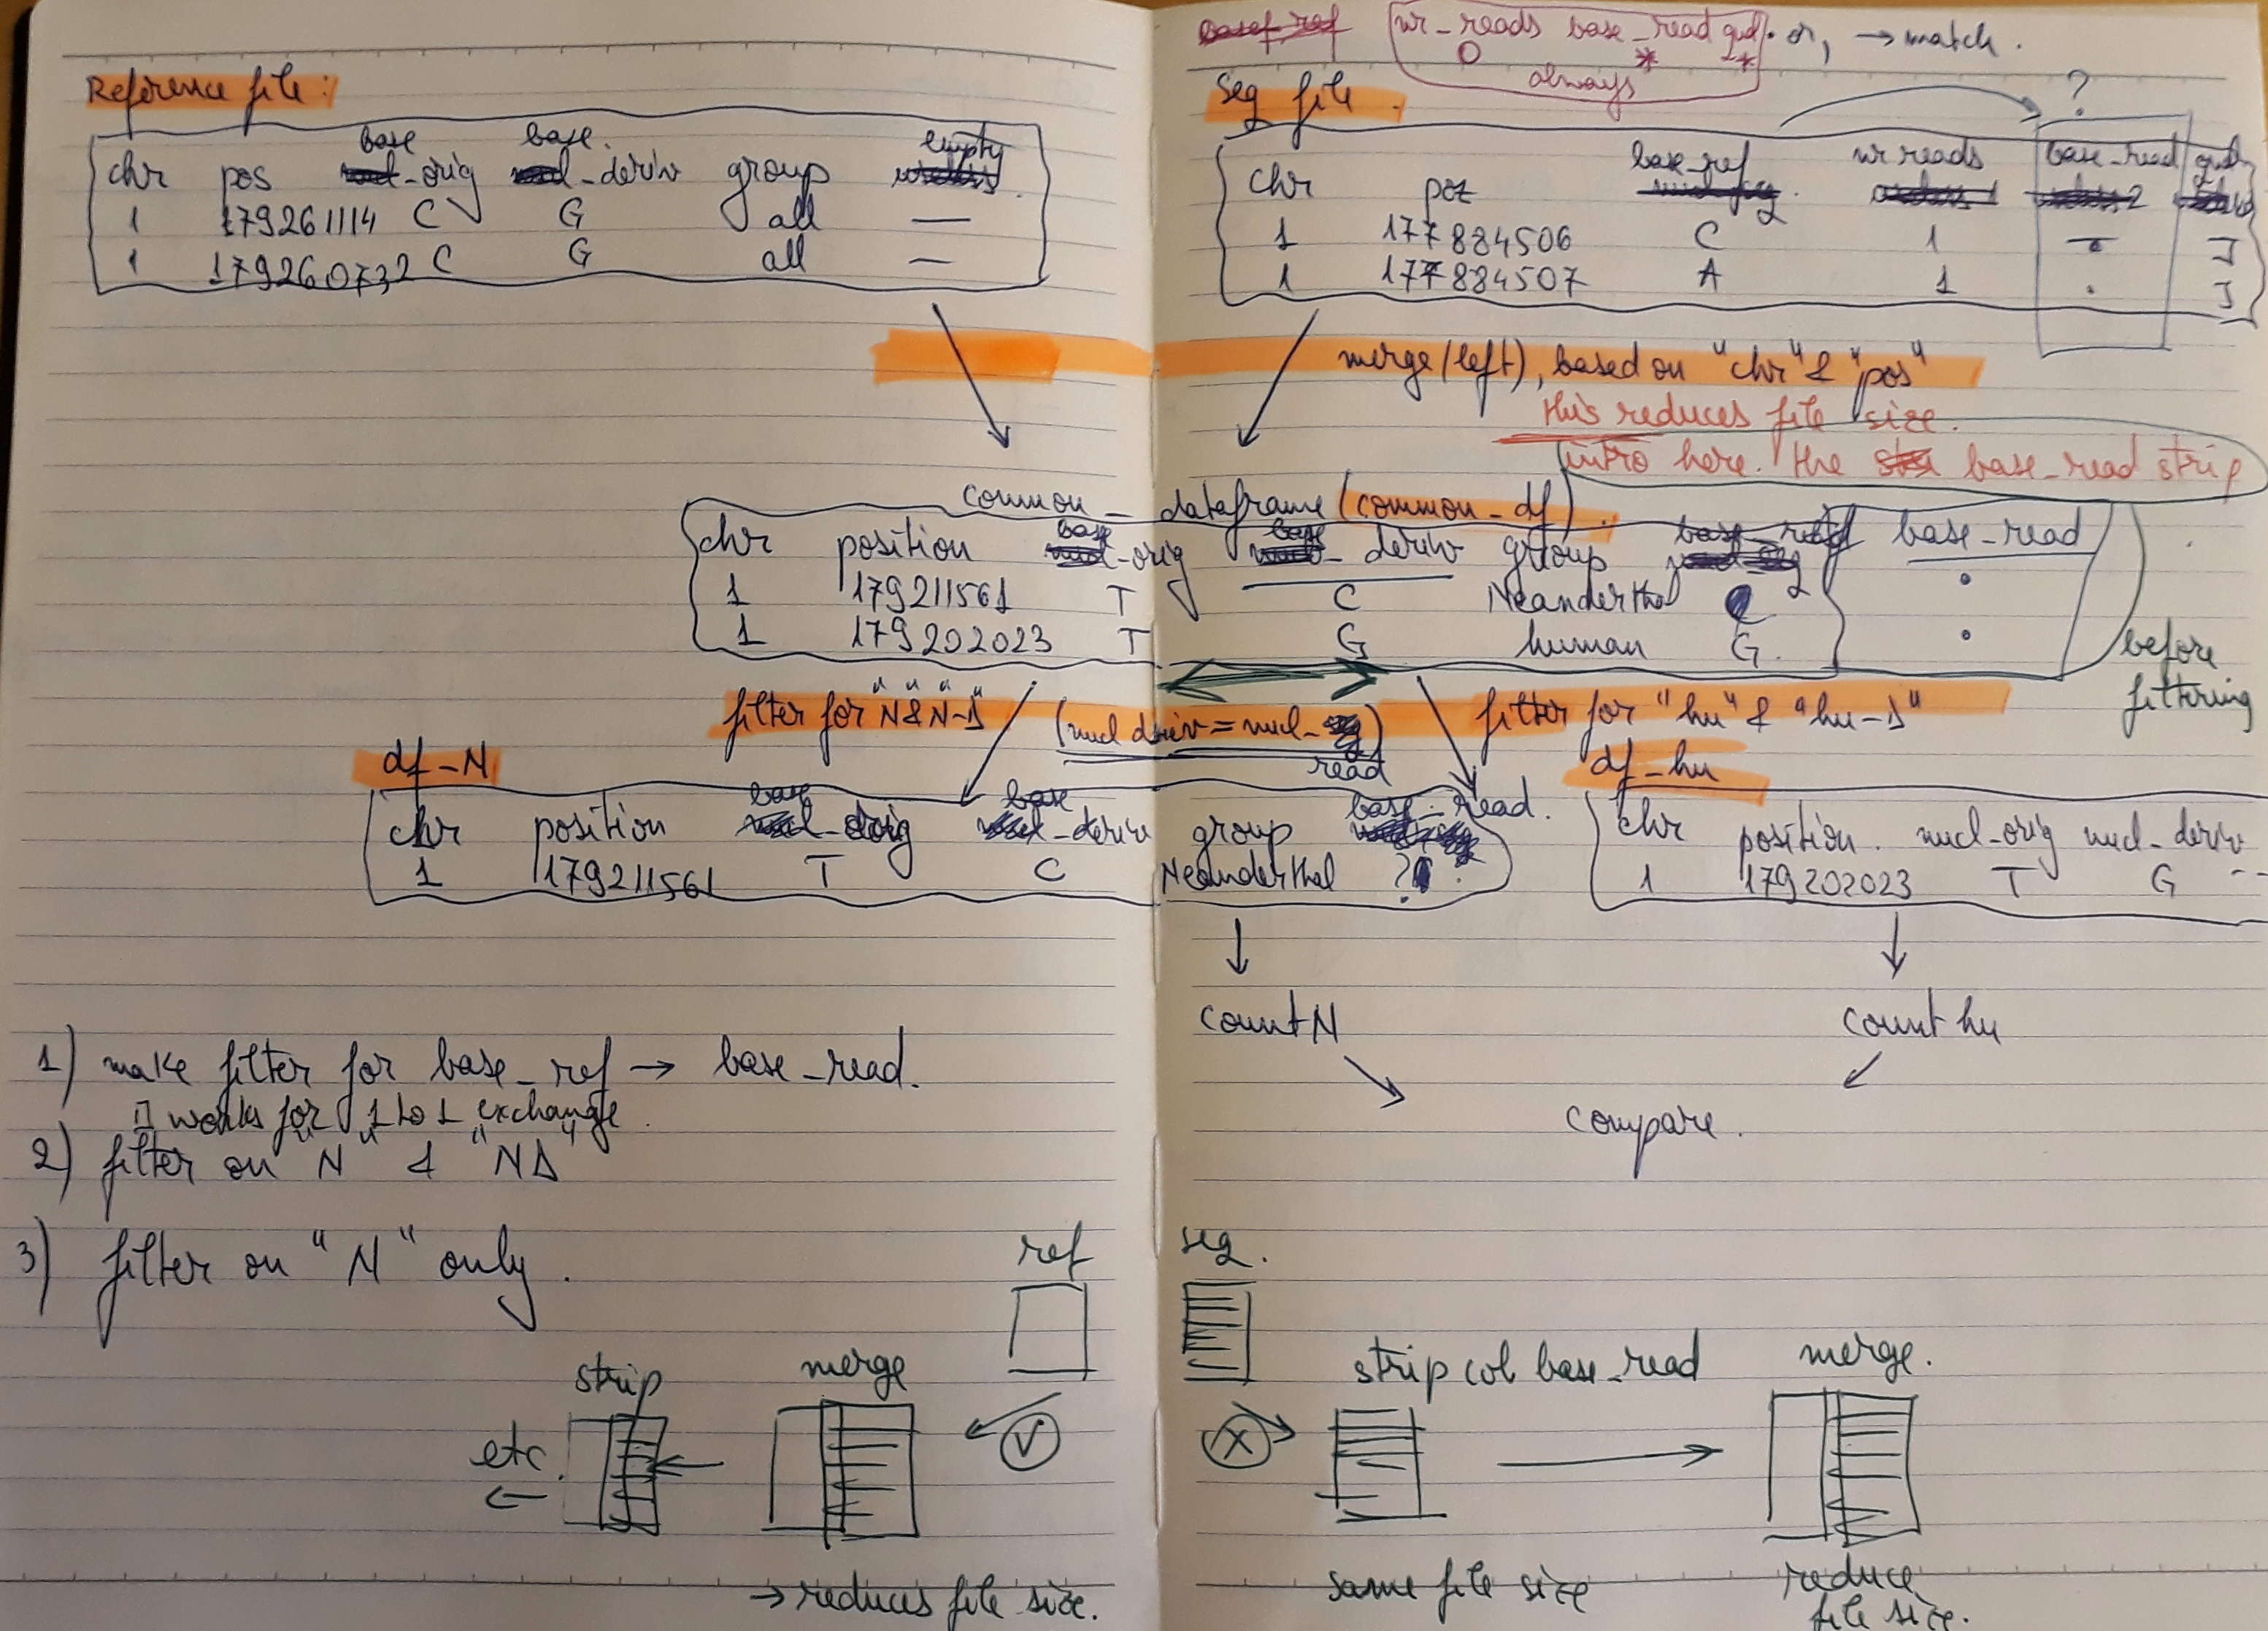 Reference file:
chr pos base_orig base_deriv group empty
1 179261114 C G all —
1 179260732 C G all —
nr_reads base_read qual . or , → match.
0 * *
always
Seq file.
?
chr pos base_ref nr reads base_read qual
1 177884506 C 1 . J
1 177884507 A 1 . J
merge (left), based on "chr" & "pos"
this reduces file size.
intro here. the base_read strip
common_dataframe (common_df).
chr position base_orig base_deriv group base_read
1 179211561 T C Neanderthal .
1 179202023 T G human G. .
before
filtering
filter for "N" & "N-D" (nucl deriv = nucl- read) filter for "hu" & "hu-D"
df_N
chr position base_orig base_deriv group base_read.
1 179211561 T C Neanderthal ?
df_hu
chr position. nucl_orig nucl_deriv
1 179202023 T G --
countN count hu
compare.
1) make filter for base_ref → base_read.
works for 1 to 1 exchange.
2) filter on "N" & "ND"
3) filter on "N" only.
ref seq.
strip merge
etc.
→ reduces file size.
strip col base_read merge.
same file size
reduce
file size.